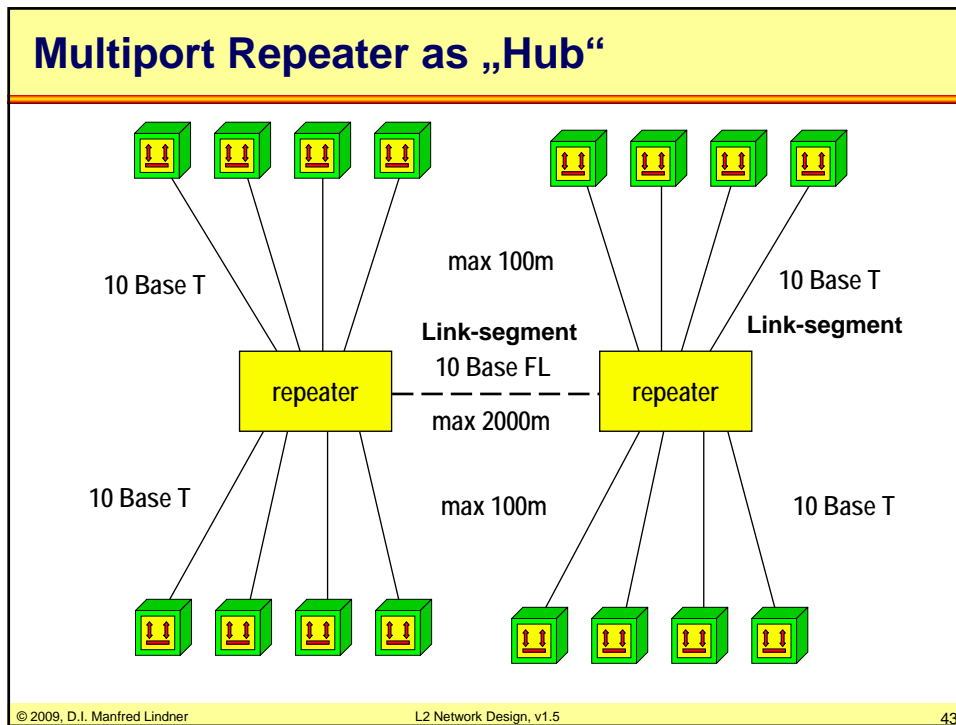 Multiport Repeater as „Hub“
max 100m
10 Base T
10 Base T
Link-segment
Link-segment
10 Base FL
repeater
repeater
max 2000m
10 Base T
max 100m
10 Base T
© 2009, D.I. Manfred Lindner
L2 Network Design, v1.5
43